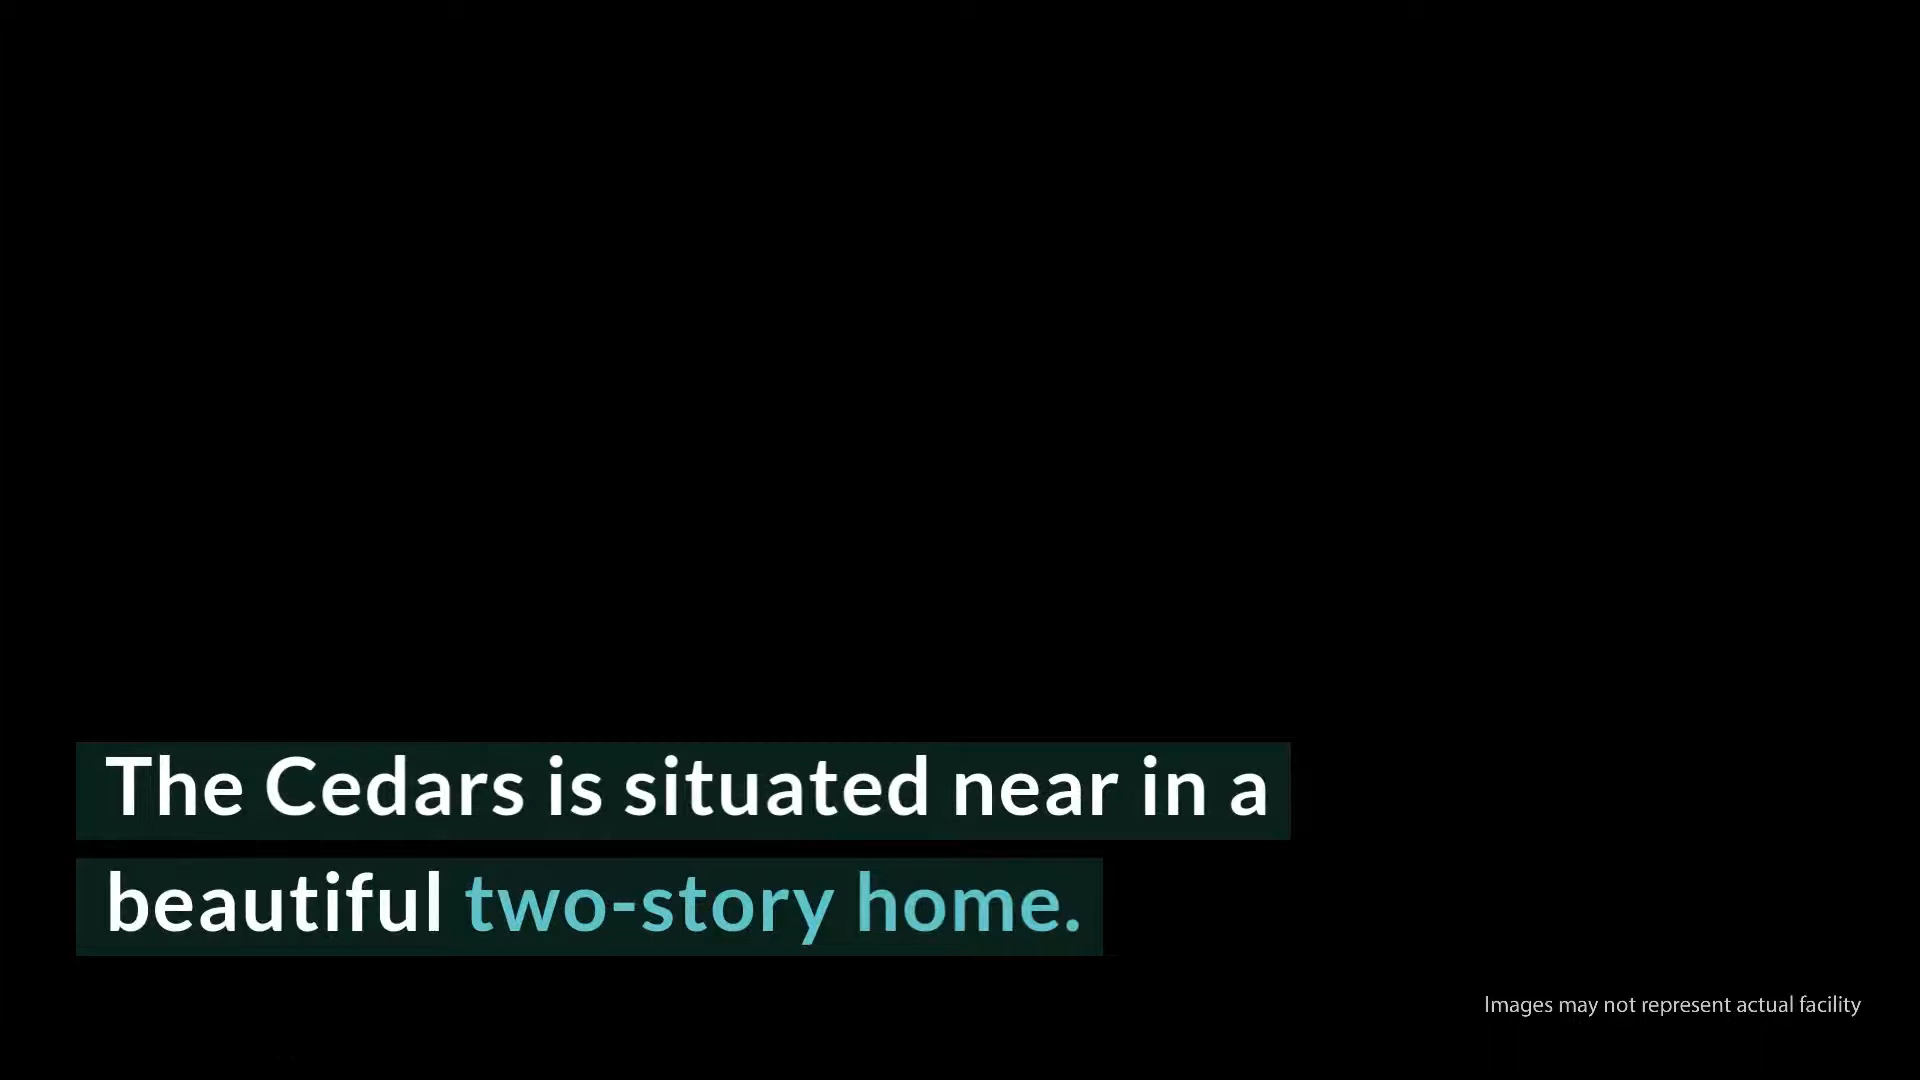 The Cedars is situated near in a
beautiful two-story home.
Images may not represent actual facility